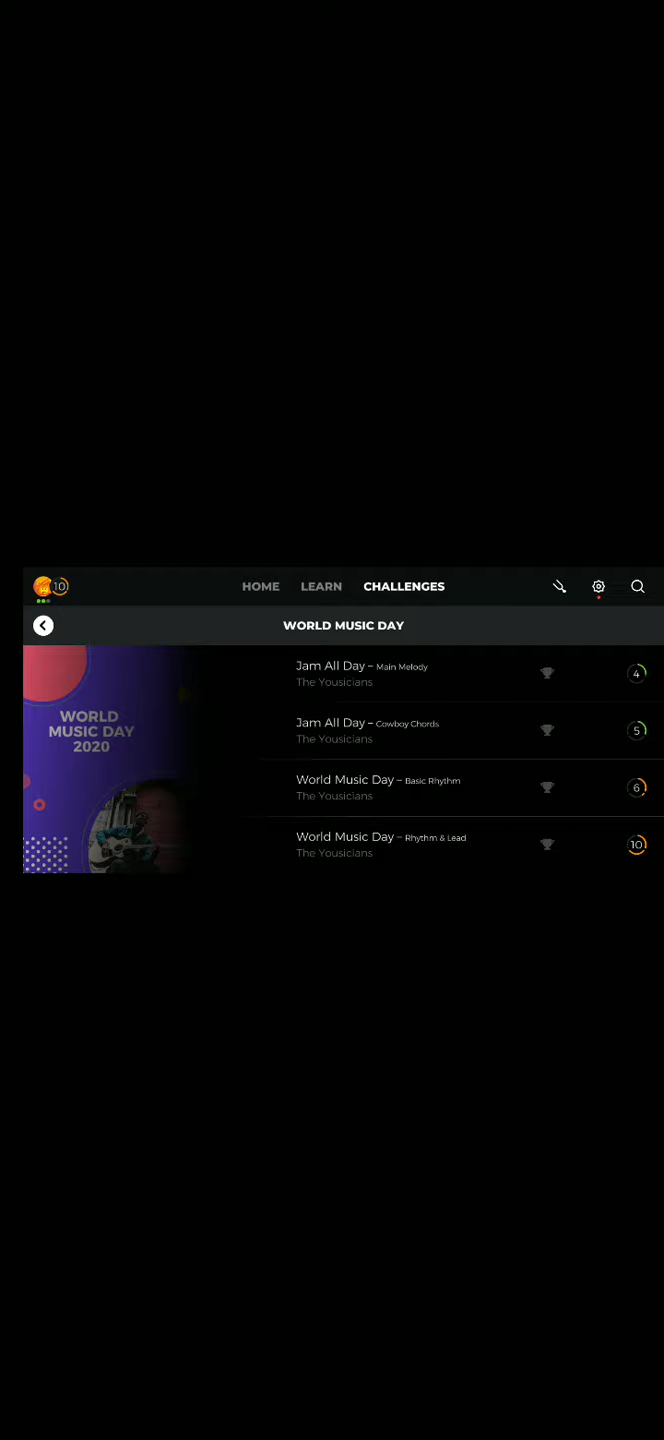 10
HOME LEARN CHALLENGES
WORLD MUSIC DAY
WORLD
MUSIC DAY
2020
Jam All Day – Main Melody
The Yousicians
4
Jam All Day – Cowboy Chords
The Yousicians
5
World Music Day – Basic Rhythm
The Yousicians
6
World Music Day – Rhythm & Lead
The Yousicians
10